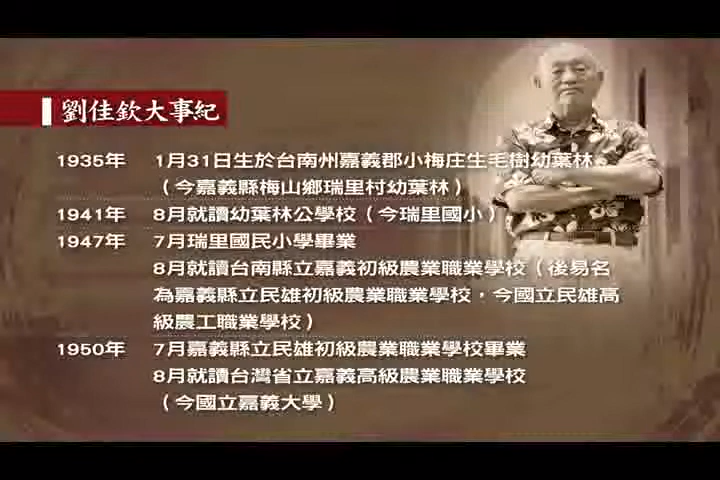 劉佳欽大事紀
1935年 1月31日生於台南州嘉義郡小梅庄生毛樹幼葉林
（今嘉義縣梅山鄉瑞里村幼葉林）
1941年 8月就讀幼葉林公學校（今瑞里國小）
1947年 7月瑞里國民小學畢業
8月就讀台南縣立嘉義初級農業職業學校（後易名
為嘉義縣立民雄初級農業職業學校，今國立民雄高
級農工職業學校）
1950年 7月嘉義縣立民雄初級農業職業學校畢業
8月就讀台灣省立嘉義高級農業職業學校
（今國立嘉義大學）